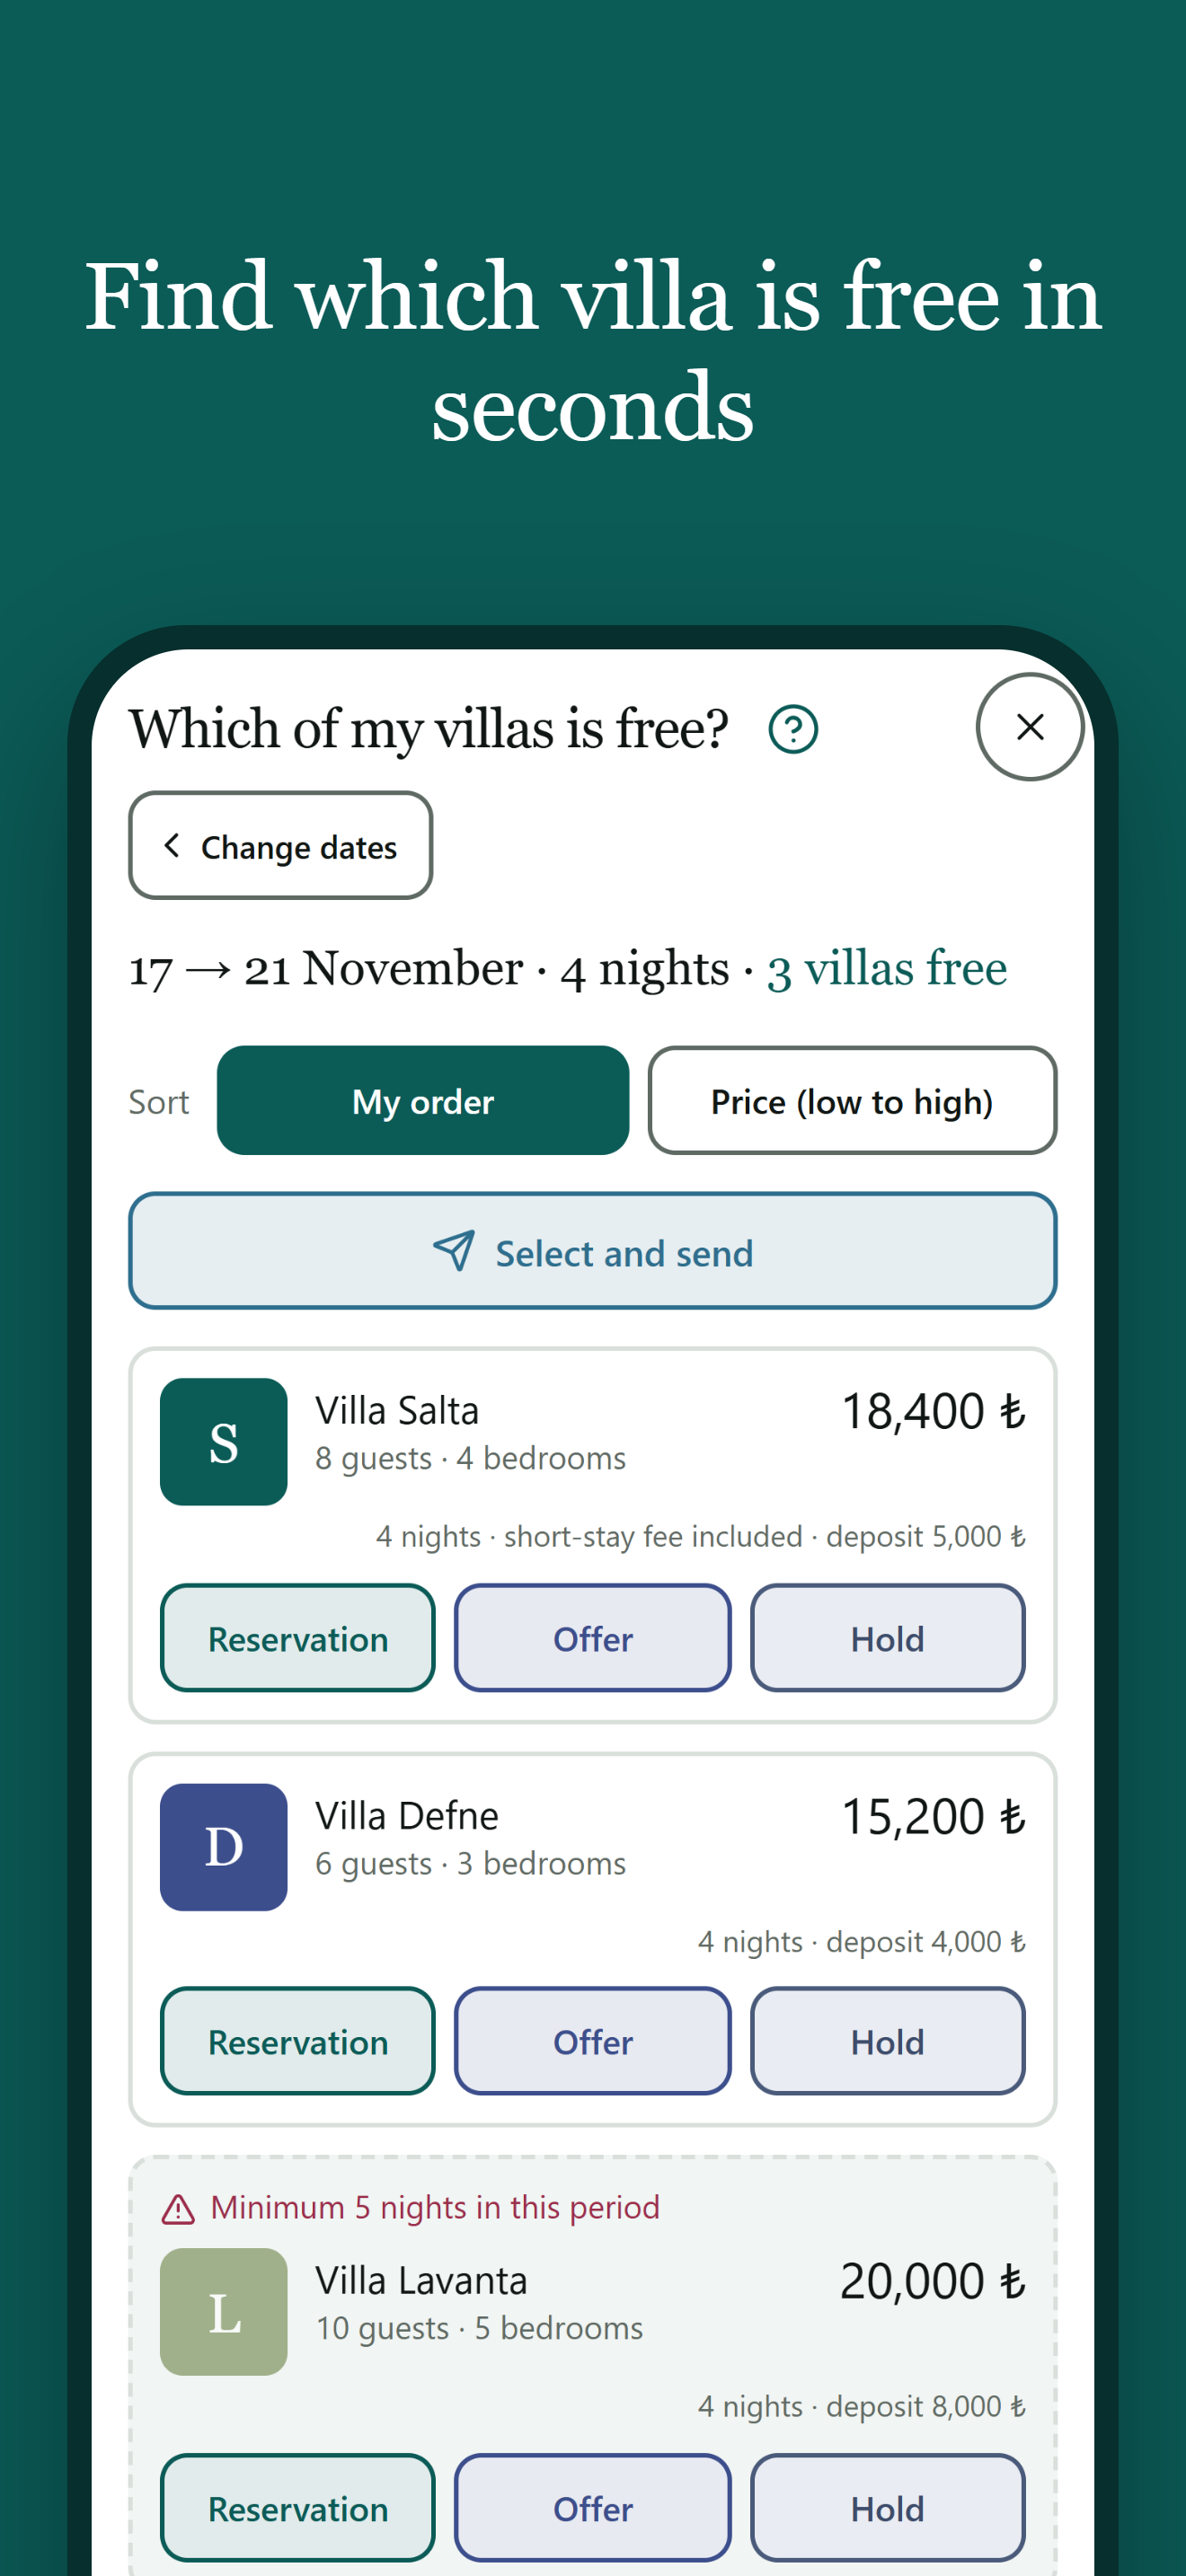 Find which villa is free in
seconds
Which of my villas is free?
Change dates
17 → 21 November · 4 nights · 3 villas free
Sort My order Price (low to high)
Select and send
S Villa Salta 18,400 ₺
8 guests · 4 bedrooms
4 nights · short-stay fee included · deposit 5,000 ₺
Reservation Offer Hold
D Villa Defne 15,200 ₺
6 guests · 3 bedrooms
4 nights · deposit 4,000 ₺
Reservation Offer Hold
Minimum 5 nights in this period
L Villa Lavanta 20,000 ₺
10 guests · 5 bedrooms
4 nights · deposit 8,000 ₺
Reservation Offer Hold